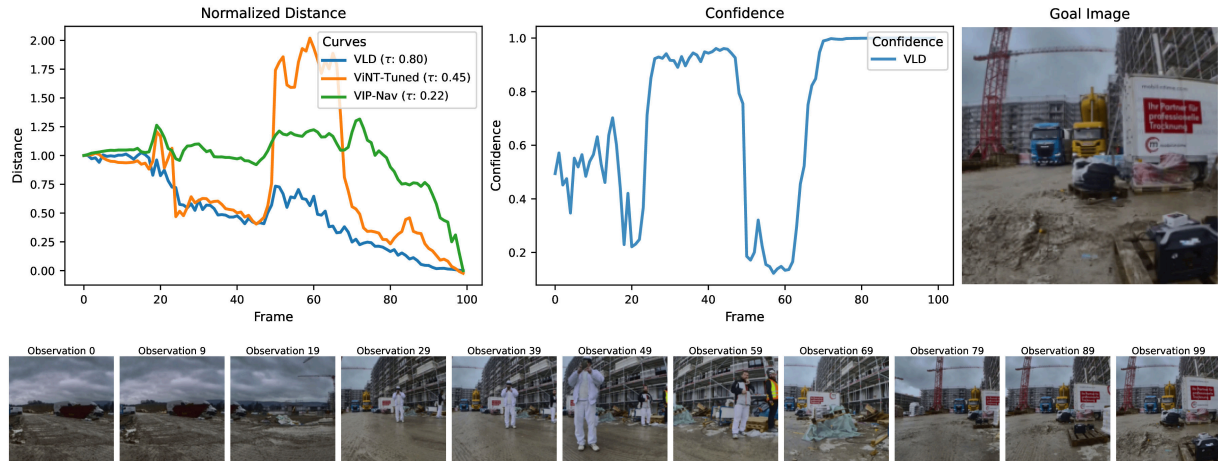 Normalized Distance
2.00
1.75
1.50
1.25
1.00
0.75
0.50
0.25
0.00
Distance
0
20
40
60
80
100
Frame
Curves
VLD (τ: 0.80)
ViNT-Tuned (τ: 0.45)
VIP-Nav (τ: 0.22)
Confidence
1.0
0.8
0.6
0.4
0.2
Confidence
0
20
40
60
80
100
Frame
Confidence
VLD
Goal Image
Ihr Partner für
professionelle
Trocknung
Observation 0
Observation 9
Observation 19
Observation 29
Observation 39
Observation 49
Observation 59
Observation 69
Observation 79
Observation 89
Observation 99